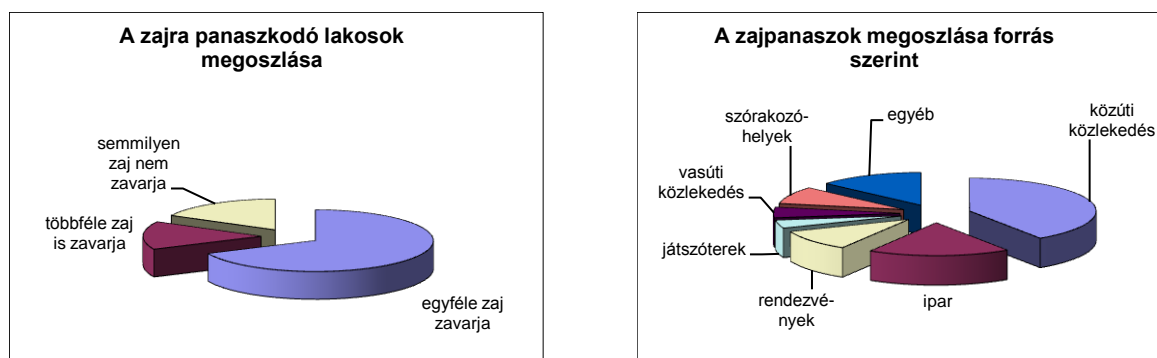 A zajra panaszkodó lakosok
megoszlása
semmilyen
zaj nem
zavarja
többféle zaj
is zavarja
egyféle zaj
zavarja
A zajpanaszok megoszlása forrás
szerint
szórakozó-
helyek
egyéb
közúti
közlekedés
vasúti
közlekedés
játszóterek
rendezvé-
nyek
ipar